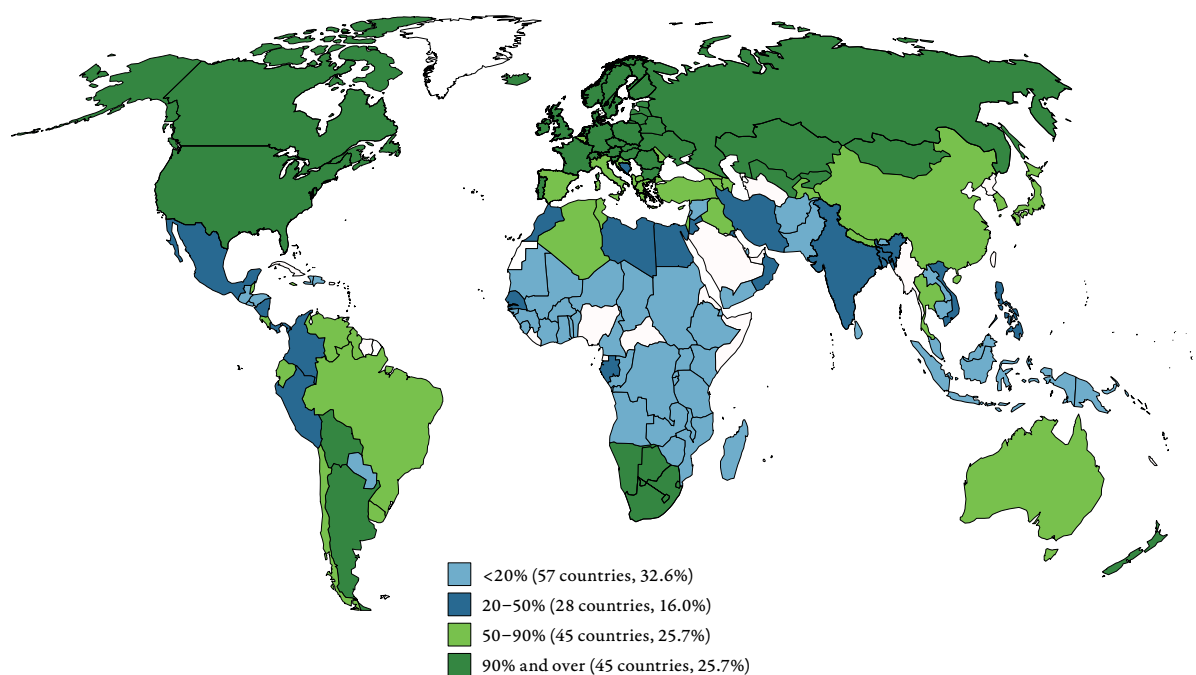 <20% (57 countries, 32.6%)
20–50% (28 countries, 16.0%)
50–90% (45 countries, 25.7%)
90% and over (45 countries, 25.7%)